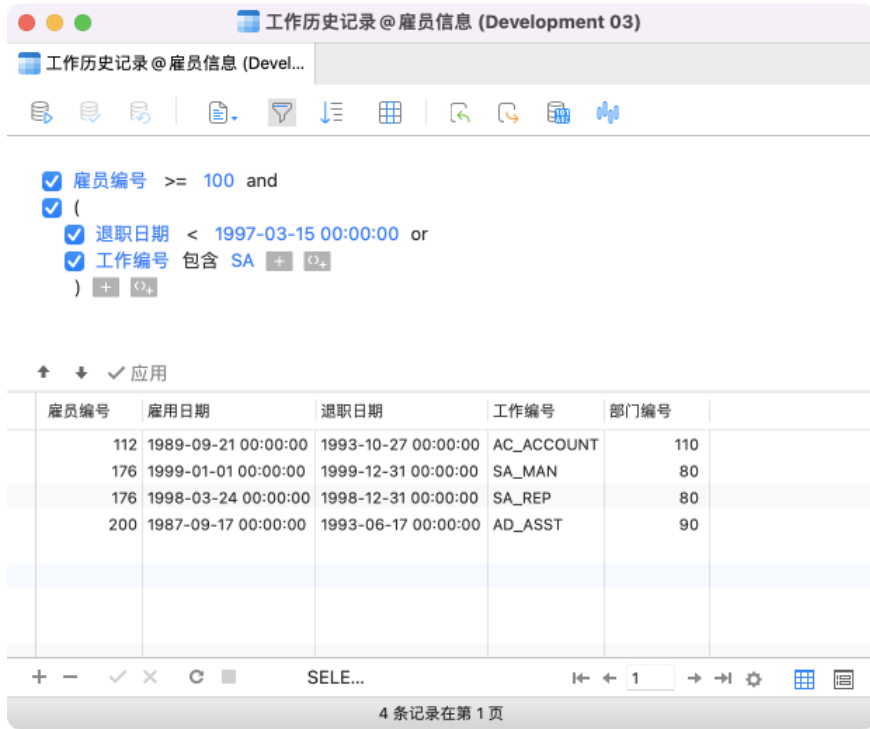 工作历史记录@雇员信息 (Development 03)
工作历史记录@雇员信息 (Devel...
雇员编号 >= 100 and
(
退职日期 < 1997-03-15 00:00:00 or
工作编号 包含 SA
)
应用
雇员编号 雇用日期 退职日期 工作编号 部门编号
112 1989-09-21 00:00:00 1993-10-27 00:00:00 AC_ACCOUNT 110
176 1999-01-01 00:00:00 1999-12-31 00:00:00 SA_MAN 80
176 1998-03-24 00:00:00 1998-12-31 00:00:00 SA_REP 80
200 1987-09-17 00:00:00 1993-06-17 00:00:00 AD_ASST 90
SELE... 1
4 条记录在第 1 页